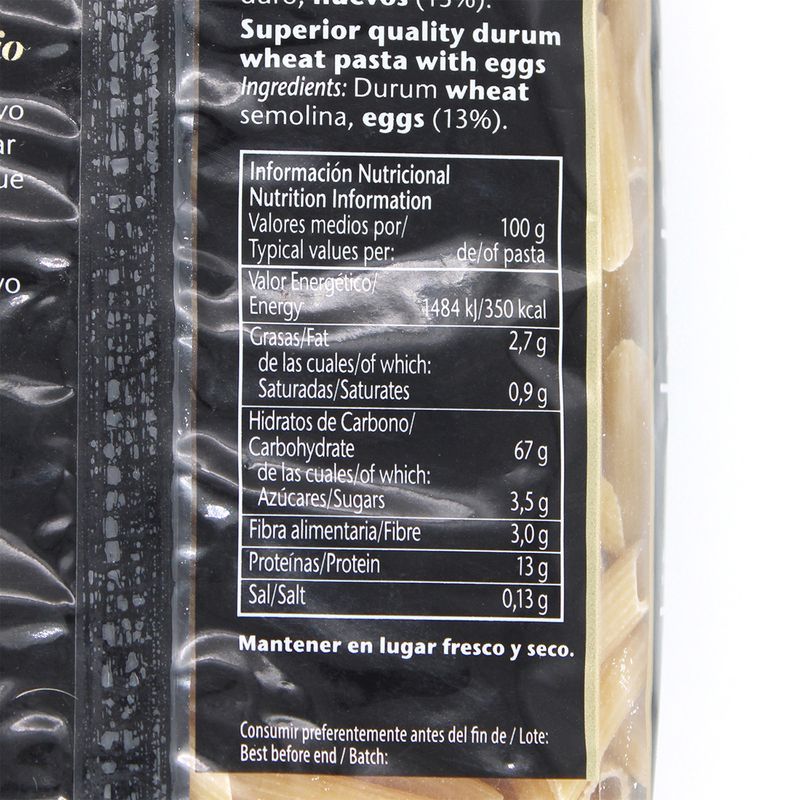 duro, huevos (13%).
Superior quality durum
wheat pasta with eggs
Ingredients: Durum wheat
semolina, eggs (13%).
Información Nutricional
Nutrition Information
Valores medios por/ 100 g
Typical values per: de/of pasta
Valor Energético/
Energy 1484 kJ/350 kcal
Grasas/Fat 2,7 g
de las cuales/of which:
Saturadas/Saturates 0,9 g
Hidratos de Carbono/
Carbohydrate 67 g
de las cuales/of which:
Azúcares/Sugars 3,5 g
Fibra alimentaria/Fibre 3,0 g
Proteínas/Protein 13 g
Sal/Salt 0,13 g
Mantener en lugar fresco y seco.
Consumir preferentemente antes del fin de / Lote:
Best before end / Batch: